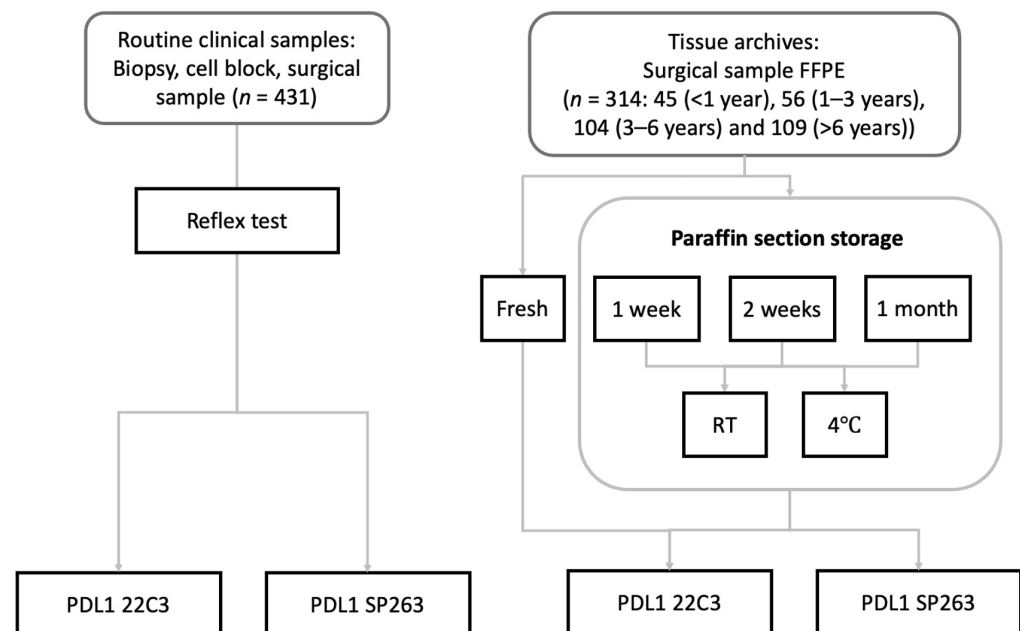 Routine clinical samples:
Biopsy, cell block, surgical
sample (n = 431)
Reflex test
PDL1 22C3
PDL1 SP263
Tissue archives:
Surgical sample FFPE
(n = 314: 45 (<1 year), 56 (1–3 years),
104 (3–6 years) and 109 (>6 years))
Paraffin section storage
Fresh
1 week
2 weeks
1 month
RT
4℃
PDL1 22C3
PDL1 SP263